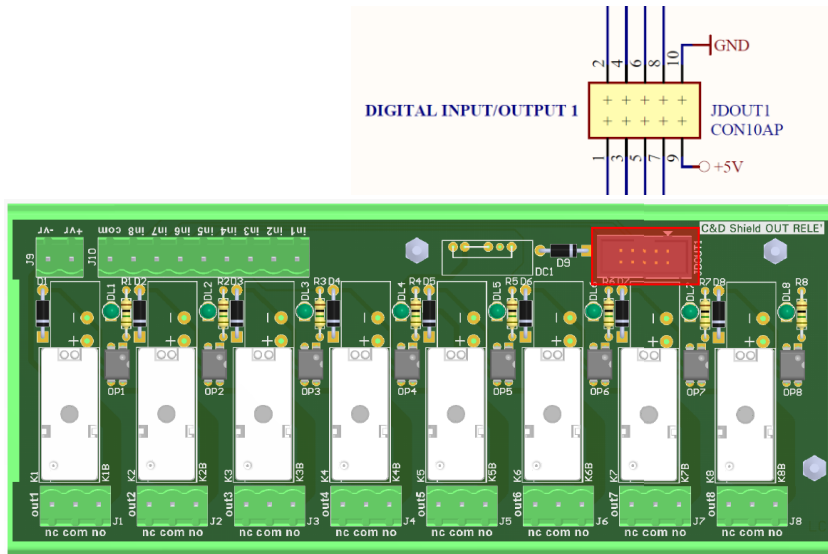 2 4 6 8 10
GND
DIGITAL INPUT/OUTPUT 1
JDOUT1
CON10AP
1 3 5 7 9
+5V
-vr vr+
com in8 in7 in6 in5 in4 in3 in2 in1
C&D Shield OUT RELE'
J9 J10
DC1 D9
D1 DL1 R1 D2 DL2 R2 D3 DL3 R3 D4 DL4 R4 D5 DL5 R5 D6 R6 R7 D8 DL8 R8
- - - - - - - -
+ + + + + + + +
OP1 OP2 OP3 OP4 OP5 OP6 OP7 OP8
K1 K1B K2 K2B K3 K3B K4 K4B K5 K5B K6 K6B K7 K7B K8 K8B
out1 J1 out2 J2 out3 J3 out4 J4 out5 J5 out6 J6 out7 J7 out8 J8
nc com no nc com no nc com no nc com no nc com no nc com no nc com no nc com no